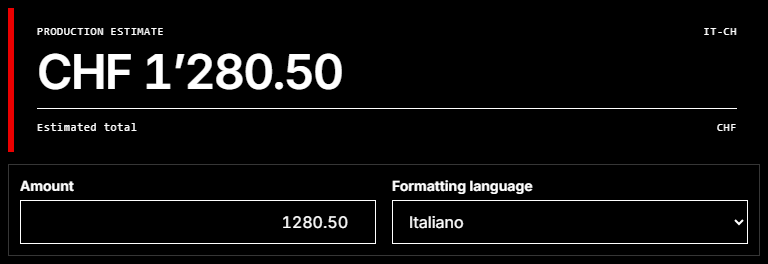 PRODUCTION ESTIMATE IT-CH
CHF 1’280.50
Estimated total CHF
Amount Formatting language
1280.50 Italiano